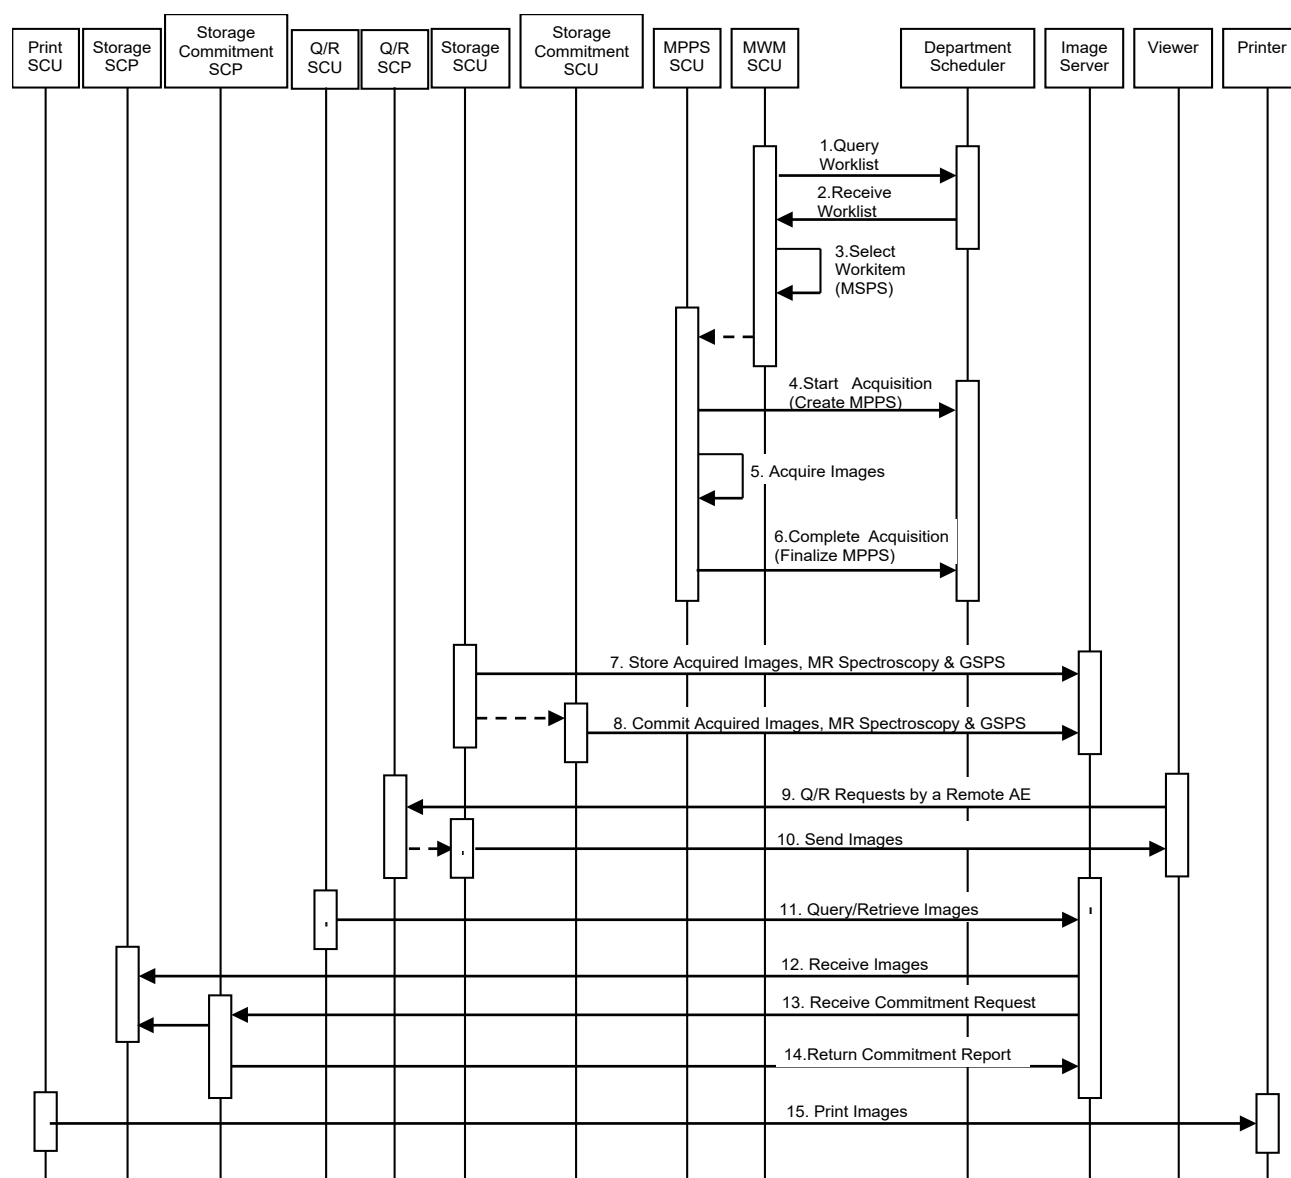 Print
SCU
Storage
SCP
Storage
Commitment
SCP
Q/R
SCU
Q/R
SCP
Storage
SCU
Storage
Commitment
SCU
MPPS
SCU
MWM
SCU
Department
Scheduler
Image
Server
Viewer
Printer
1.Query
Worklist
2.Receive
Worklist
3.Select
Workitem
(MSPS)
4.Start Acquisition
(Create MPPS)
5. Acquire Images
6.Complete Acquisition
(Finalize MPPS)
7. Store Acquired Images, MR Spectroscopy & GSPS
8. Commit Acquired Images, MR Spectroscopy & GSPS
9. Q/R Requests by a Remote AE
10. Send Images
11. Query/Retrieve Images
12. Receive Images
13. Receive Commitment Request
14.Return Commitment Report
15. Print Images